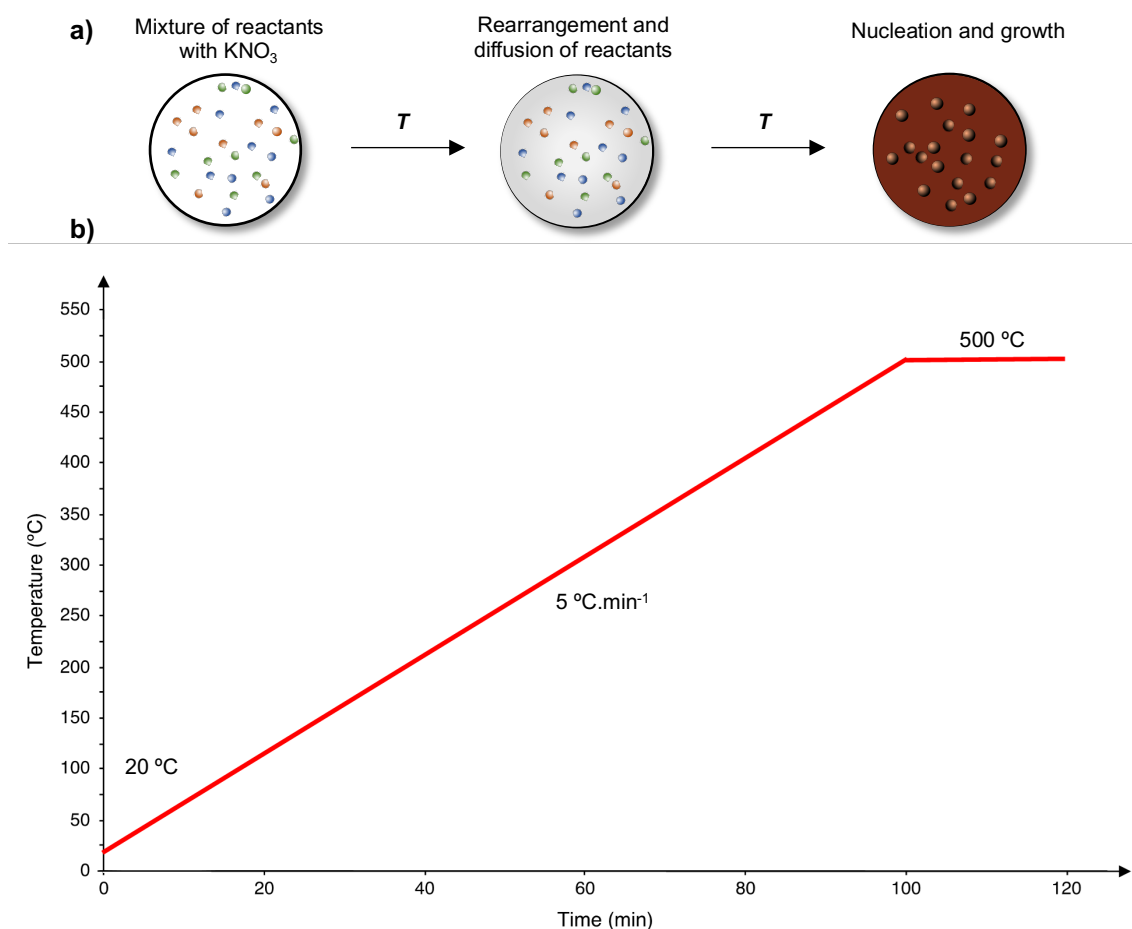 a)
Mixture of reactants
with KNO3
Rearrangement and
diffusion of reactants
Nucleation and growth
T
T
b)
550
500
450
400
350
300
250
200
150
100
50
0
Temperature (ºC)
500 ºC
5 ºC.min-1
20 ºC
0 20 40 60 80 100 120
Time (min)